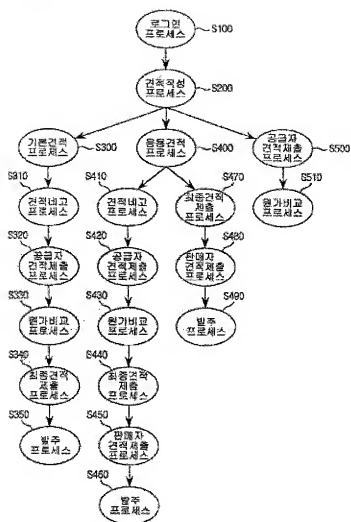 로그인
프로세스
S100
견적작성
프로세스
S200
기본견적
프로세스
S300
응용견적
프로세스
S400
공급자
견적제출
프로세스
S500
S310
견적네고
프로세스
S410
견적네고
프로세스
S470
최종견적
제출
프로세스
S510
원가비교
프로세스
S320
공급자
견적제출
프로세스
S420
공급자
견적제출
프로세스
S480
판매자
견적제출
프로세스
S330
원가비교
프로세스
S430
원가비교
프로세스
S490
발주
프로세스
S340
최종견적
제출
프로세스
S440
최종견적
제출
프로세스
S350
발주
프로세스
S450
판매자
견적제출
프로세스
S460
발주
프로세스